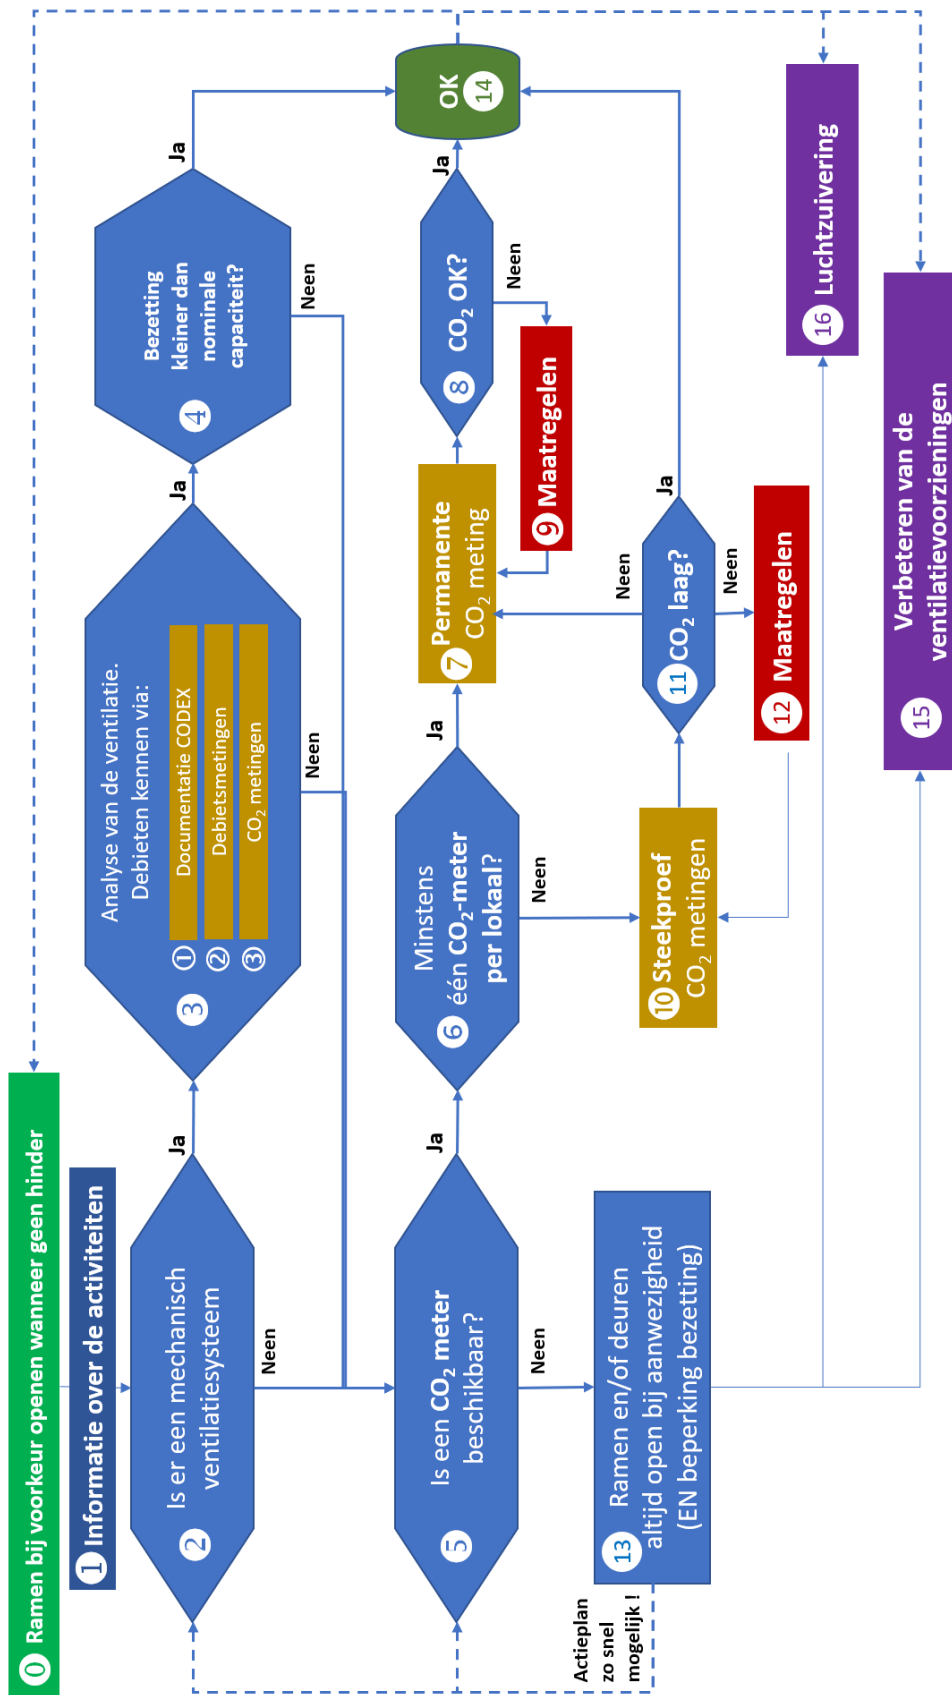 0 Ramen bij voorkeur openen wanneer geen hinder
1 Informatie over de activiteiten
2 Is er een mechanisch
ventilatiesysteem
Ja
Neen
3 Analyse van de ventilatie.
Debieten kennen via:
① Documentatie CODEX
② Debietsmetingen
③ CO₂ metingen
Ja
Neen
4 Bezetting
kleiner dan
nominale
capaciteit?
Ja
Neen
5 Is een CO₂ meter
beschikbaar?
Ja
Neen
6 Minstens
één CO₂-meter
per lokaal?
Ja
Neen
7 Permanente
CO₂ meting
8 CO₂ OK?
Ja
Neen
9 Maatregelen
OK
14
10 Steekproef
CO₂ metingen
11 CO₂ laag?
Ja
Neen
Neen
12 Maatregelen
13 Ramen en/of deuren
altijd open bij aanwezigheid
(EN beperking bezetting)
Actieplan
zo snel
mogelijk !
16 Luchtzuivering
15 Verbeteren van de
ventilatievoorzieningen